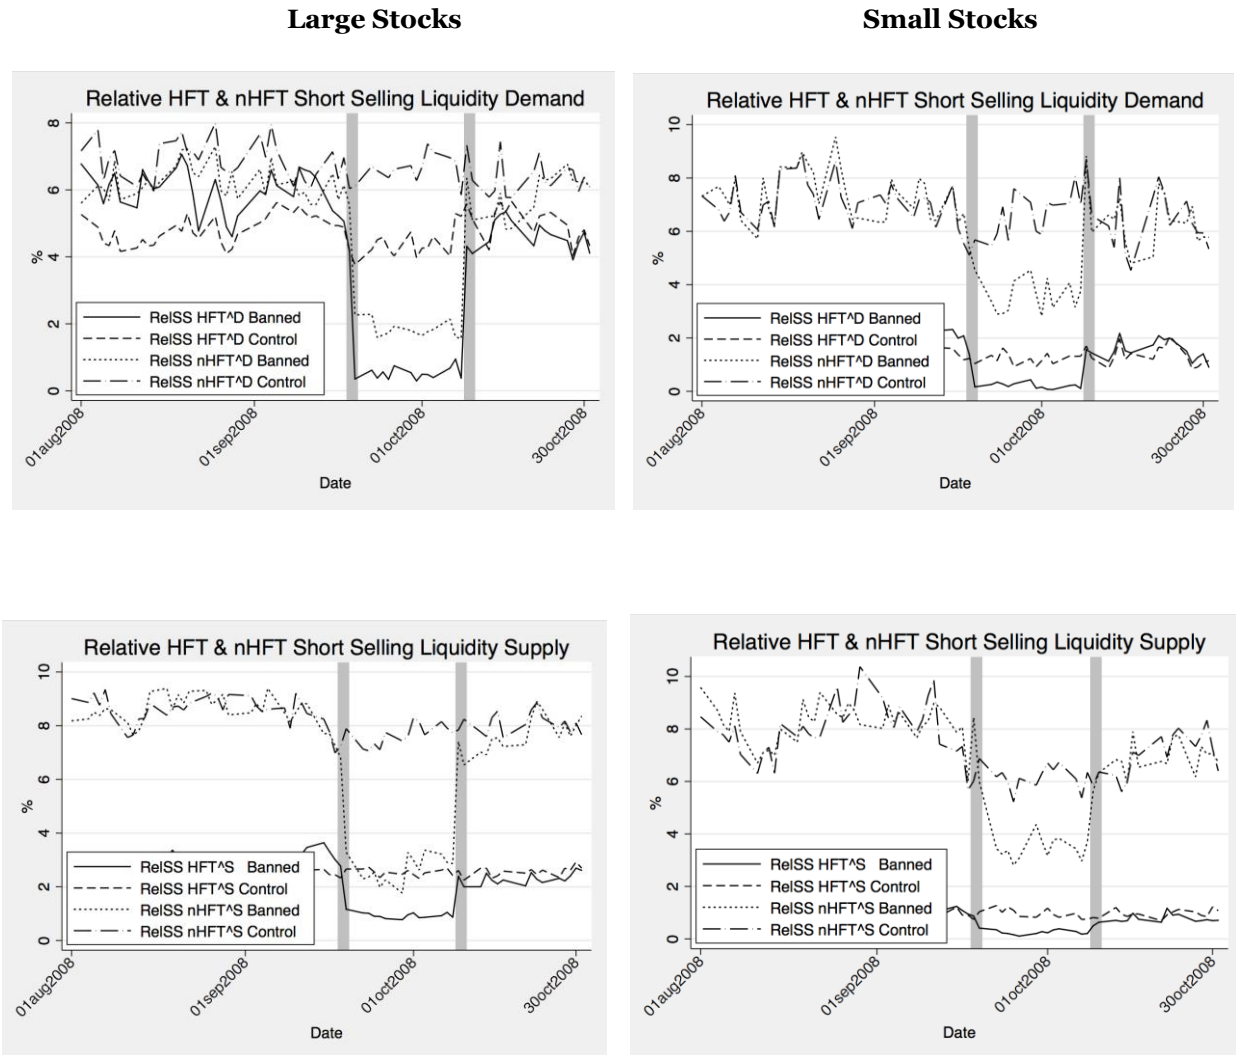 Large Stocks
Small Stocks
Relative HFT & nHFT Short Selling Liquidity Demand
8
6
4
2
0
%
RelSS HFT^D Banned
RelSS HFT^D Control
RelSS nHFT^D Banned
RelSS nHFT^D Control
01aug2008
01sep2008
01oct2008
30oct2008
Date
Relative HFT & nHFT Short Selling Liquidity Demand
10
8
6
4
2
0
%
RelSS HFT^D Banned
RelSS HFT^D Control
RelSS nHFT^D Banned
RelSS nHFT^D Control
01aug2008
01sep2008
01oct2008
30oct2008
Date
Relative HFT & nHFT Short Selling Liquidity Supply
10
8
6
4
2
0
%
RelSS HFT^S Banned
RelSS HFT^S Control
RelSS nHFT^S Banned
RelSS nHFT^S Control
01aug2008
01sep2008
01oct2008
30oct2008
Date
Relative HFT & nHFT Short Selling Liquidity Supply
10
8
6
4
2
0
%
RelSS HFT^S Banned
RelSS HFT^S Control
RelSS nHFT^S Banned
RelSS nHFT^S Control
01aug2008
01sep2008
01oct2008
30oct2008
Date